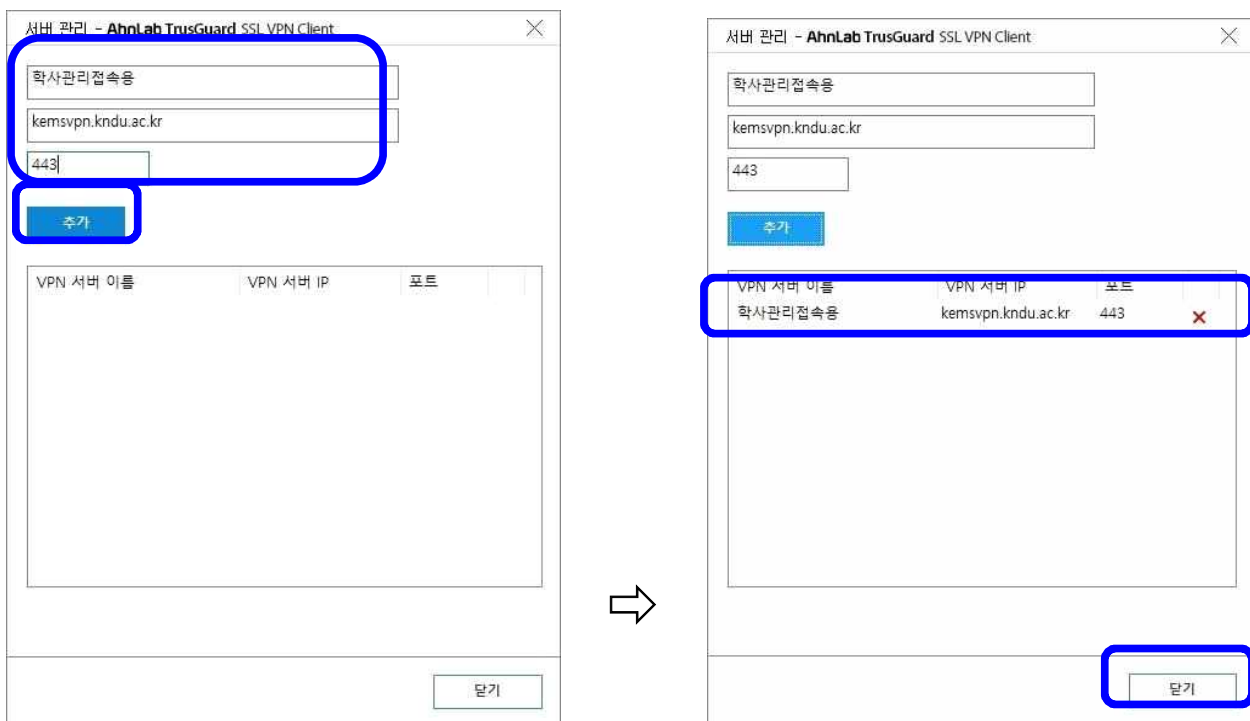 서버 관리 - AhnLab TrusGuard SSL VPN Client
학사관리접속용
kemsvpn.kndu.ac.kr
443
추가
VPN 서버 이름 VPN 서버 IP 포트
닫기
서버 관리 - AhnLab TrusGuard SSL VPN Client
학사관리접속용
kemsvpn.kndu.ac.kr
443
추가
VPN 서버 이름 VPN 서버 IP 포트
학사관리접속용 kemsvpn.kndu.ac.kr 443
닫기